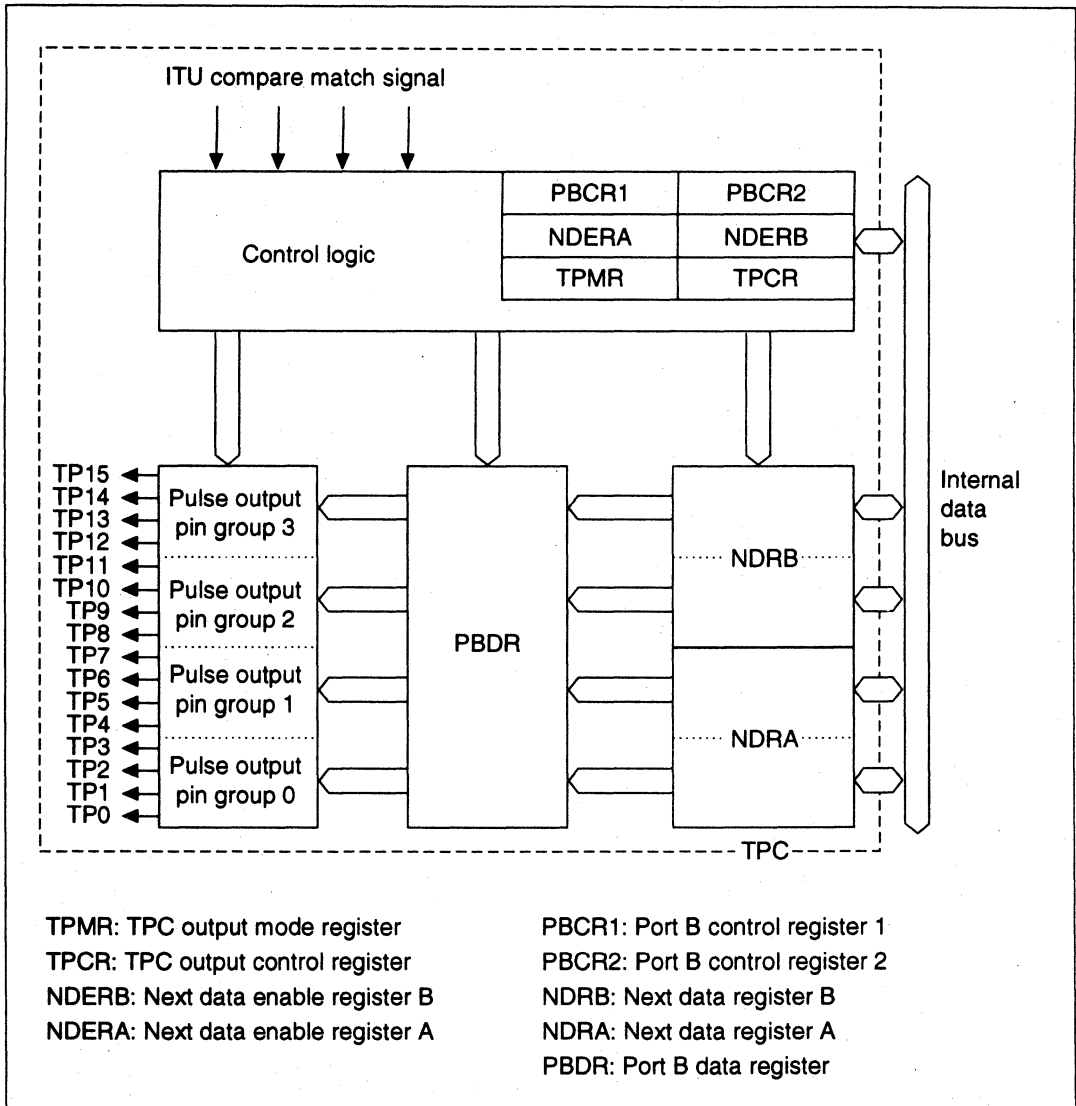 ITU compare match signal
PBCR1 PBCR2
NDERA NDERB
TPMR TPCR
Control logic
TP15
TP14
TP13
TP12
TP11
TP10
TP9
TP8
TP7
TP6
TP5
TP4
TP3
TP2
TP1
TP0
Pulse output
pin group 3
Pulse output
pin group 2
Pulse output
pin group 1
Pulse output
pin group 0
PBDR
NDRB
NDRA
Internal
data
bus
TPC
TPMR: TPC output mode register
TPCR: TPC output control register
NDERB: Next data enable register B
NDERA: Next data enable register A
PBCR1: Port B control register 1
PBCR2: Port B control register 2
NDRB: Next data register B
NDRA: Next data register A
PBDR: Port B data register